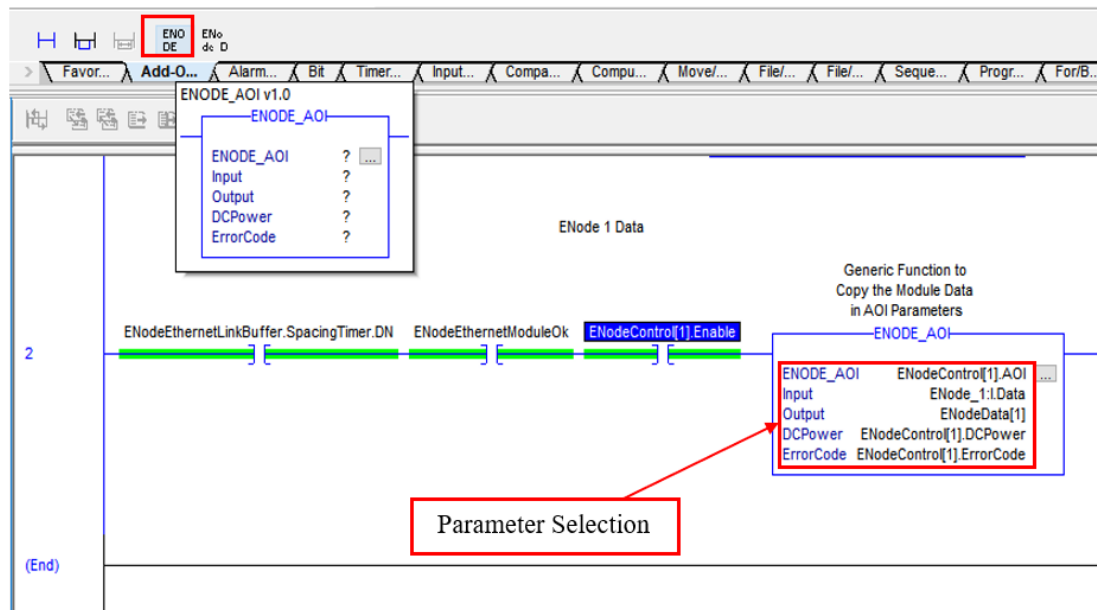 ENO
DE
ENo
de D
> Favor... Add-O... Alarm... Bit Timer... Input... Compa... Compu... Move/... File/... File/... Seque... Progr... For/B...
ENODE_AOI v1.0
ENODE_AOI
ENODE_AOI ? ...
Input ?
Output ?
DCPower ?
ErrorCode ?
ENode 1 Data
Generic Function to
Copy the Module Data
in AOI Parameters
ENodeEthernetLinkBuffer.SpacingTimer.DN ENodeEthernetModuleOk ENodeControl[1].Enable
ENODE_AOI
2
ENODE_AOI ENodeControl[1].AOI ...
Input ENode_1:I.Data
Output ENodeData[1]
DCPower ENodeControl[1].DCPower
ErrorCode ENodeControl[1].ErrorCode
Parameter Selection
(End)